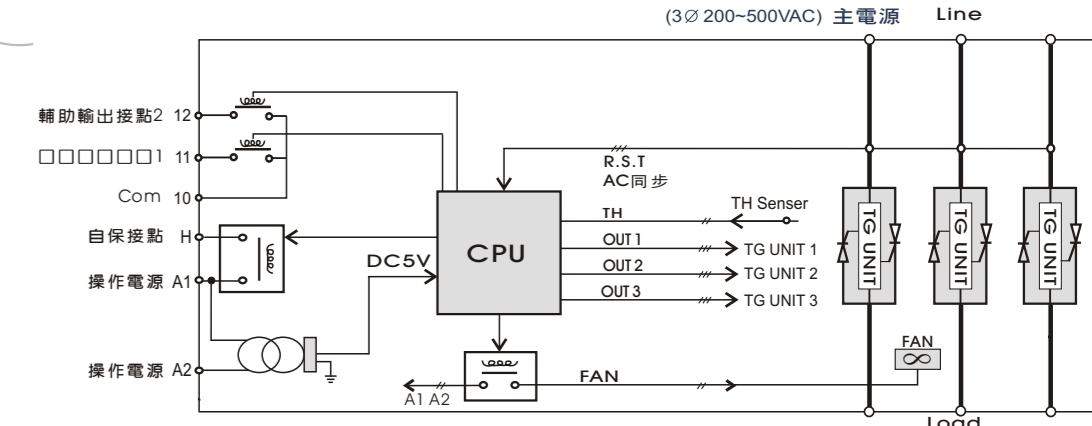 (3∅ 200~500VAC) 主電源 Line
輔助輸出接點2 12
□□□□□□1 11
Com 10
自保接點 H
操作電源 A1
操作電源 A2
DC5V
CPU
R.S.T
AC同步
TH
TH Senser
OUT 1
TG UNIT 1
OUT 2
TG UNIT 2
OUT 3
TG UNIT 3
TG UNIT
TG UNIT
TG UNIT
FAN
FAN
A1 A2
Load